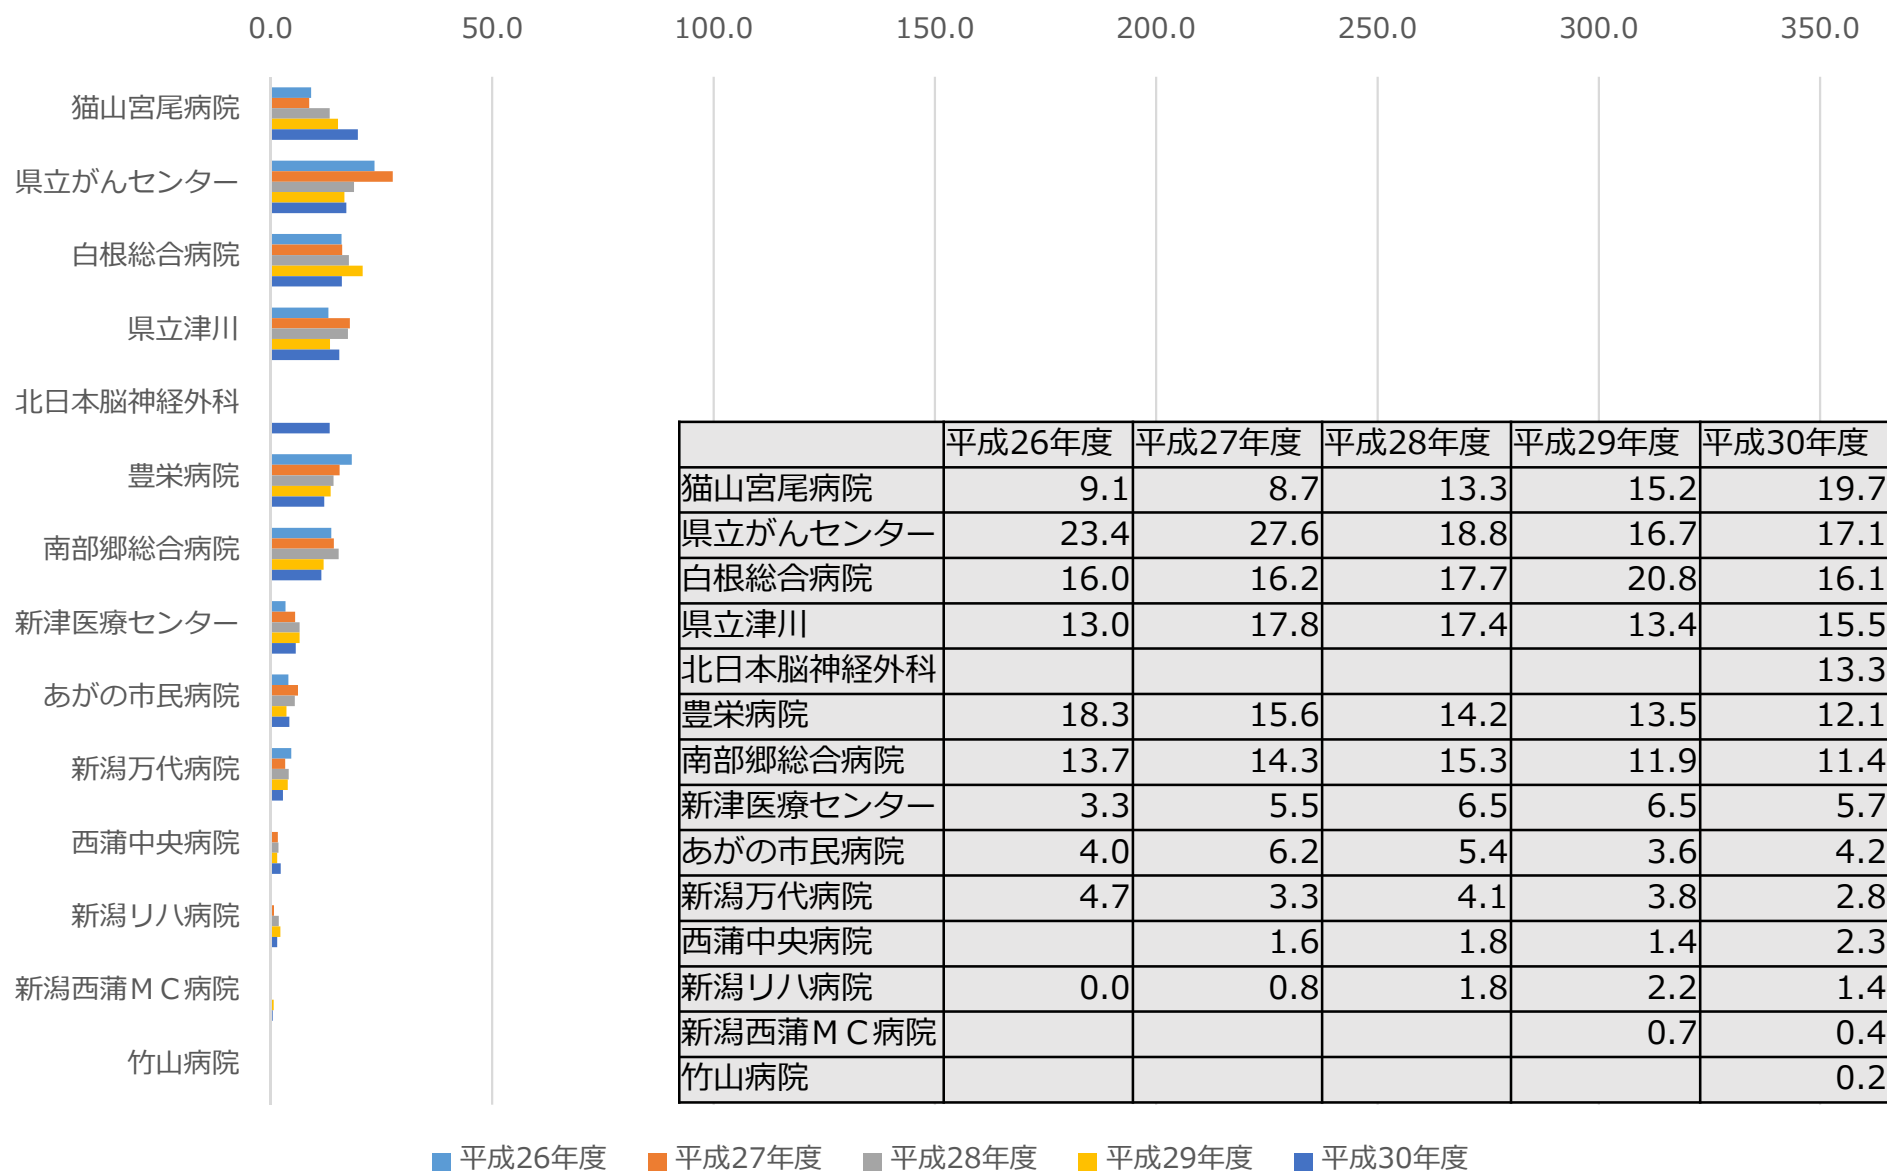 0.0 50.0 100.0 150.0 200.0 250.0 300.0 350.0
猫山宮尾病院
県立がんセンター
白根総合病院
県立津川
北日本脳神経外科
豊栄病院
南部郷総合病院
新津医療センター
あがの市民病院
新潟万代病院
西蒲中央病院
新潟リハ病院
新潟西蒲ＭＣ病院
竹山病院
平成26年度 平成27年度 平成28年度 平成29年度 平成30年度
猫山宮尾病院 9.1 8.7 13.3 15.2 19.7
県立がんセンター 23.4 27.6 18.8 16.7 17.1
白根総合病院 16.0 16.2 17.7 20.8 16.1
県立津川 13.0 17.8 17.4 13.4 15.5
北日本脳神経外科 13.3
豊栄病院 18.3 15.6 14.2 13.5 12.1
南部郷総合病院 13.7 14.3 15.3 11.9 11.4
新津医療センター 3.3 5.5 6.5 6.5 5.7
あがの市民病院 4.0 6.2 5.4 3.6 4.2
新潟万代病院 4.7 3.3 4.1 3.8 2.8
西蒲中央病院 1.6 1.8 1.4 2.3
新潟リハ病院 0.0 0.8 1.8 2.2 1.4
新潟西蒲ＭＣ病院 0.7 0.4
竹山病院 0.2
平成26年度 平成27年度 平成28年度 平成29年度 平成30年度